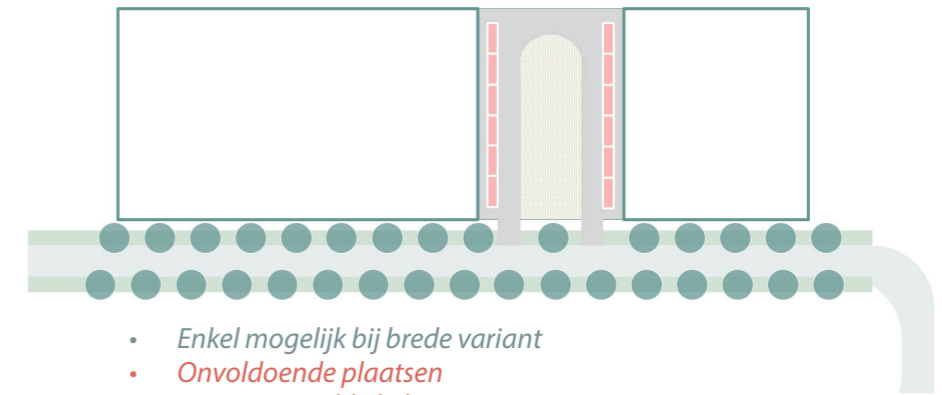 • Enkel mogelijk bij brede variant
• Onvoldoende plaatsen